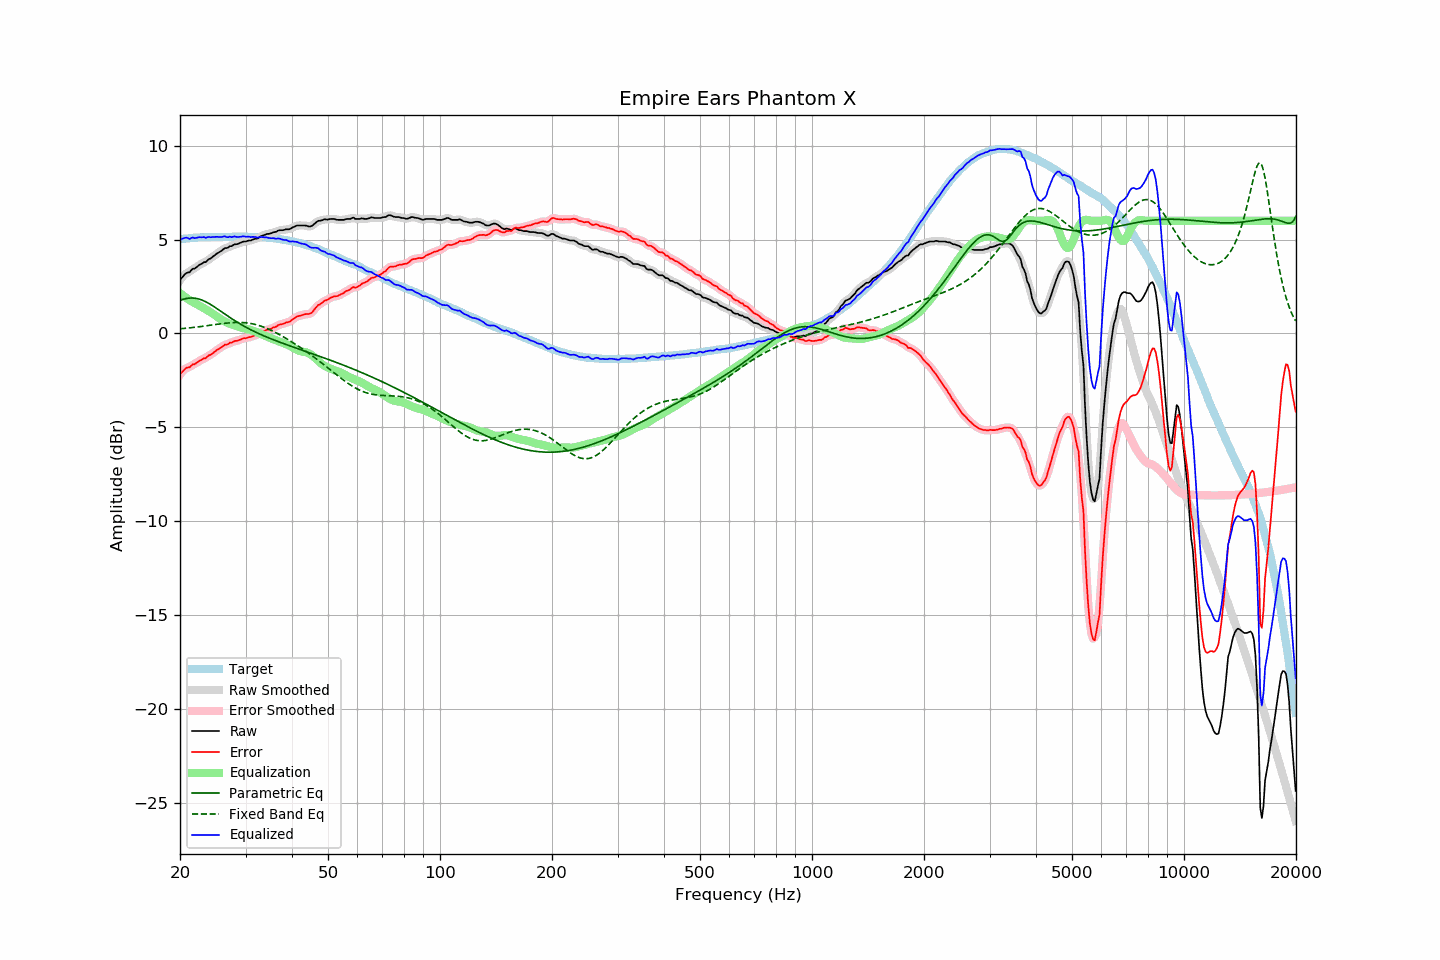 Empire Ears Phantom X
Amplitude (dBr)
10
5
0
−5
−10
−15
−20
−25
Target
Raw Smoothed
Error Smoothed
Raw
Error
Equalization
Parametric Eq
Fixed Band Eq
Equalized
20 50 100 200 500 1000 2000 5000 10000 20000
Frequency (Hz)